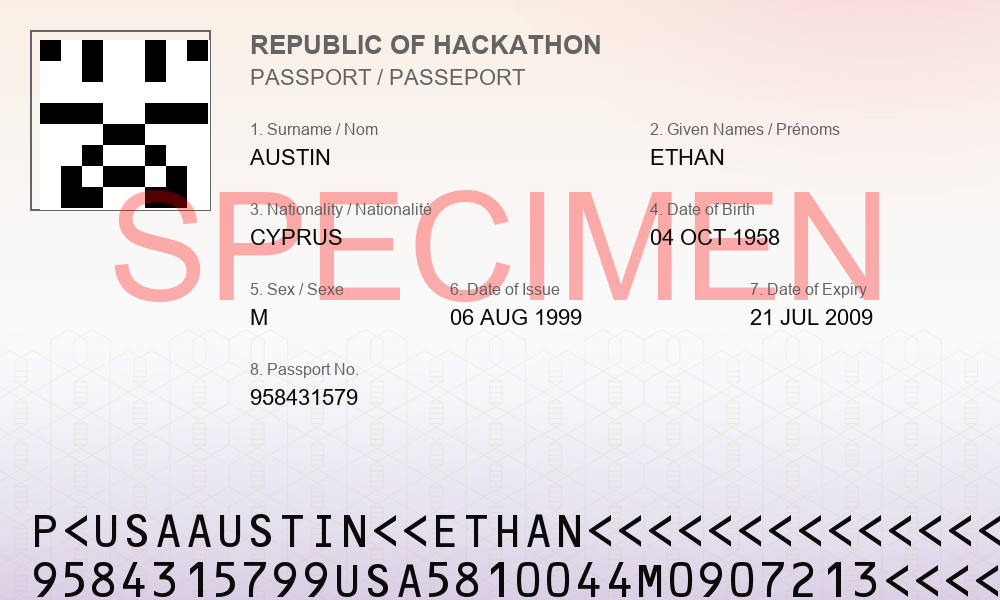 REPUBLIC OF HACKATHON
PASSPORT / PASSEPORT
1. Surname / Nom
2. Given Names / Prénoms
AUSTIN
ETHAN
SPECIMEN
3. Nationality / Nationalité
4. Date of Birth
CYPRUS
04 OCT 1958
5. Sex / Sexe
6. Date of Issue
7. Date of Expiry
M
06 AUG 1999
21 JUL 2009
8. Passport No.
958431579
P<USAAUSTIN<<ETHAN<<<<<<<<<<<<<<
9584315799USA5810044M0907213<<<<